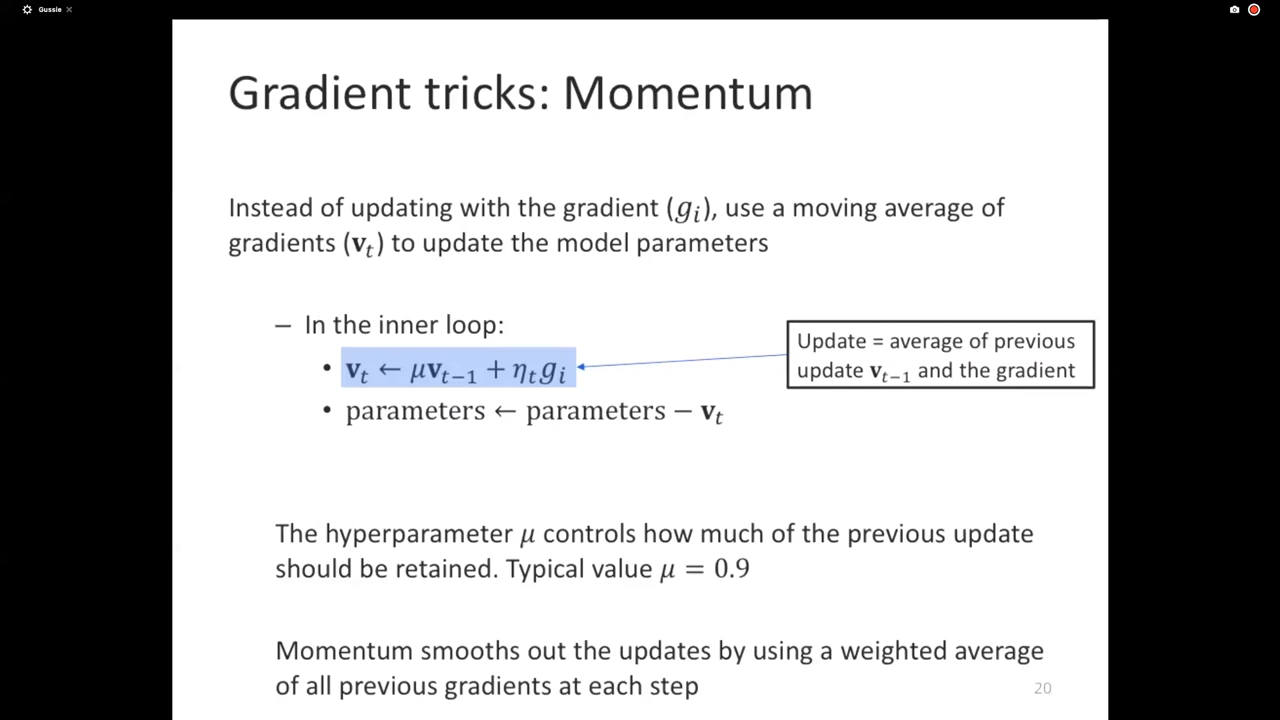 Gussie
Gradient tricks: Momentum
Instead of updating with the gradient (gᵢ), use a moving average of
gradients (𝐯ₜ) to update the model parameters
– In the inner loop:
• 𝐯ₜ ← μ𝐯ₜ₋₁ + ηₜgᵢ
Update = average of previous
update 𝐯ₜ₋₁ and the gradient
• parameters ← parameters − 𝐯ₜ
The hyperparameter μ controls how much of the previous update
should be retained. Typical value μ = 0.9
Momentum smooths out the updates by using a weighted average
of all previous gradients at each step
20